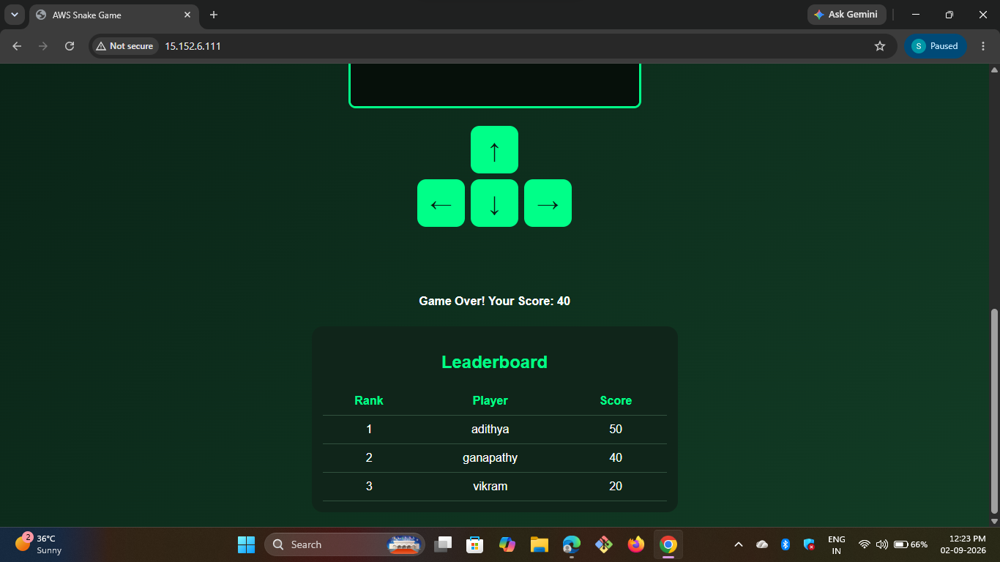 AWS Snake Game
Ask Gemini
Not secure
15.152.6.111
S
Paused
↑
← ↓ →
Game Over! Your Score: 40
Leaderboard
Rank Player Score
1 adithya 50
2 ganapathy 40
3 vikram 20
2
36°C
Sunny
Search
ENG
IN
66%
12:23 PM
02-09-2026